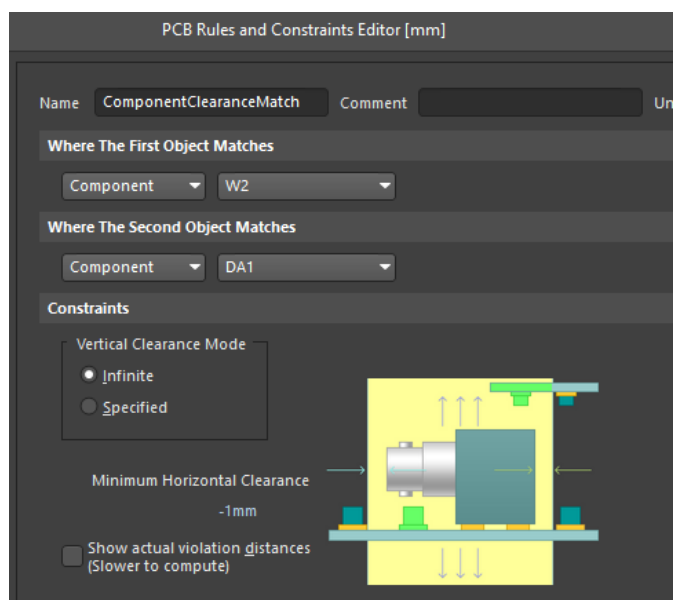 PCB Rules and Constraints Editor [mm]
Name ComponentClearanceMatch Comment Un
Where The First Object Matches
Component W2
Where The Second Object Matches
Component DA1
Constraints
Vertical Clearance Mode
Infinite
Specified
Minimum Horizontal Clearance
-1mm
Show actual violation distances
(Slower to compute)